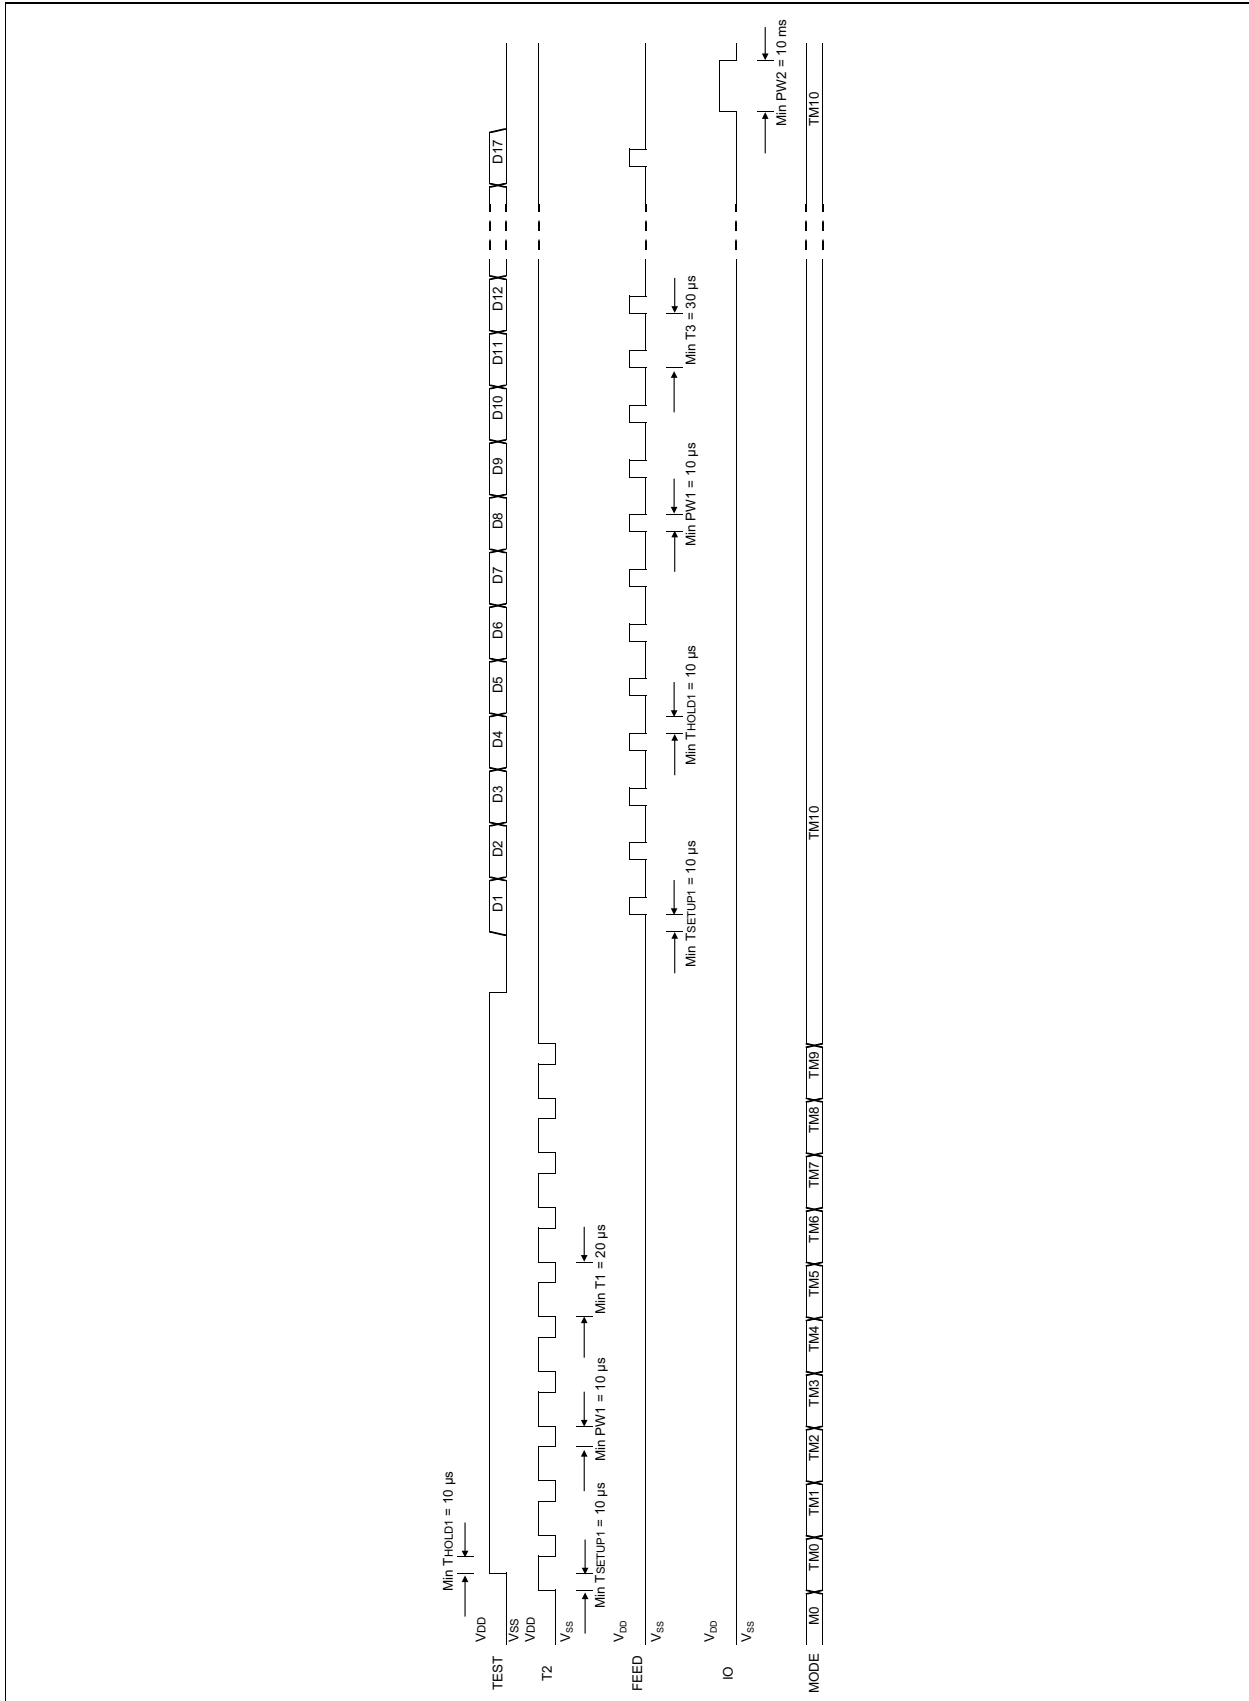 Min THOLD1 = 10 µs
TEST
VDD
VSS
D1 D2 D3 D4 D5 D6 D7 D8 D9 D10 D11 D12 D17
T2
VDD
VSS
Min TSETUP1 = 10 µs
Min PW1 = 10 µs
Min T1 = 20 µs
FEED
VDD
VSS
Min TSETUP1 = 10 µs
Min THOLD1 = 10 µs
Min PW1 = 10 µs
Min T3 = 30 µs
IO
VDD
VSS
Min PW2 = 10 ms
MODE
M0 TM0 TM1 TM2 TM3 TM4 TM5 TM6 TM7 TM8 TM9 TM10 TM10